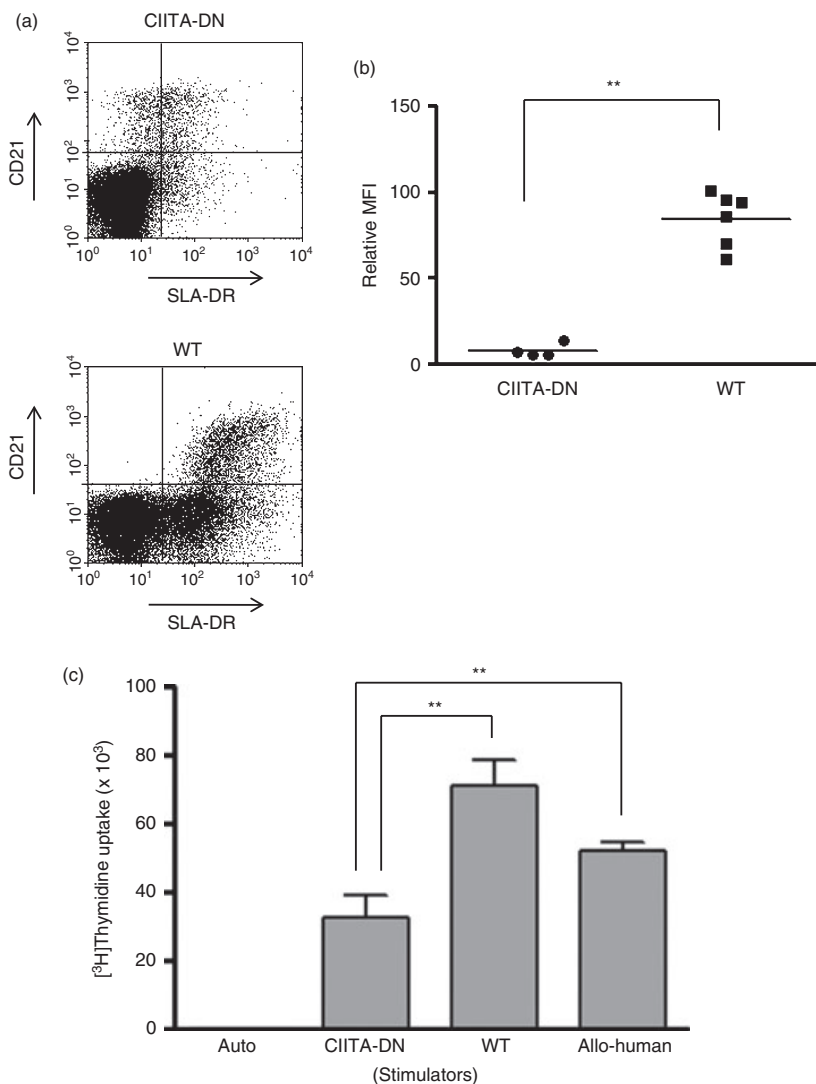 (a)
CIITA-DN
10⁴
10³
10²
10¹
10⁰
CD21
10⁰ 10¹ 10² 10³ 10⁴
SLA-DR
WT
10⁴
10³
10²
10¹
10⁰
CD21
10⁰ 10¹ 10² 10³ 10⁴
SLA-DR
(b)
**
150
100
50
0
Relative MFI
CIITA-DN WT
(c)
**
**
100
80
60
40
20
0
[³H]Thymidine uptake (x 10³)
Auto CIITA-DN WT Allo-human
(Stimulators)